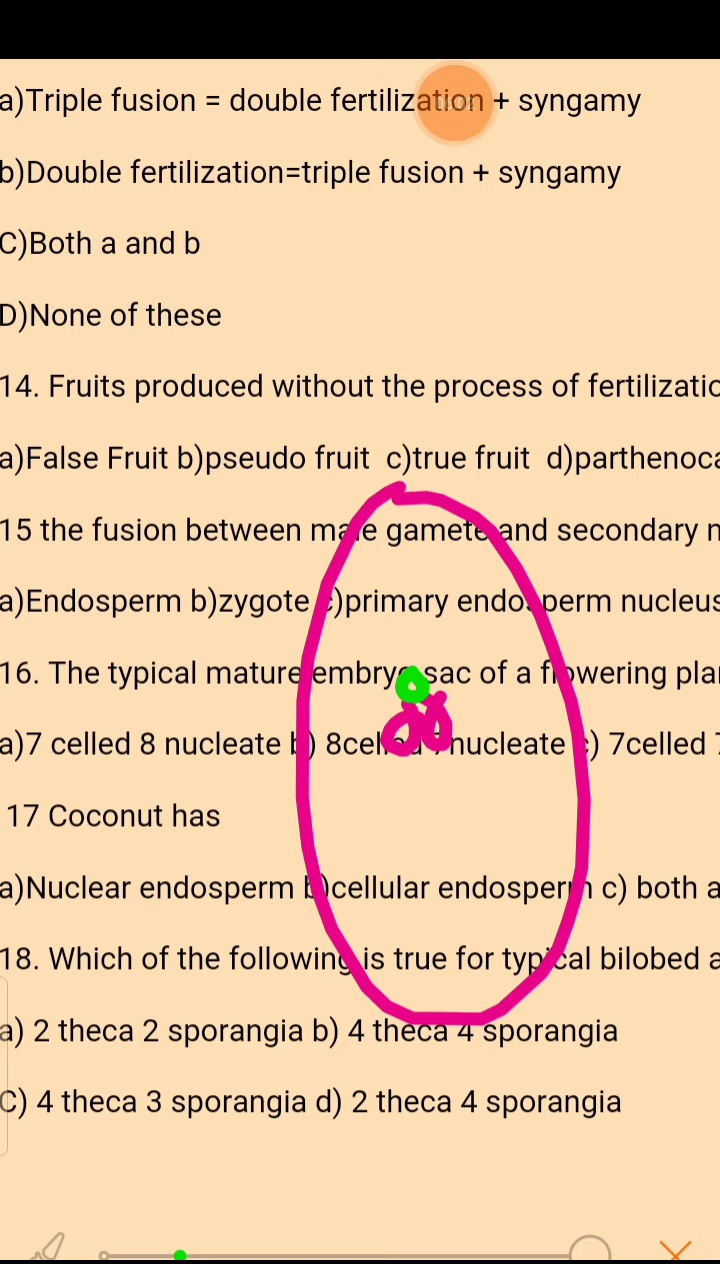 a)Triple fusion = double fertilization + syngamy
b)Double fertilization=triple fusion + syngamy
C)Both a and b
D)None of these
14. Fruits produced without the process of fertilizatio
a)False Fruit b)pseudo fruit c)true fruit d)parthenoca
15 the fusion between male gamete and secondary n
a)Endosperm b)zygote c)primary endosperm nucleus
16. The typical mature embryo sac of a flowering plan
a)7 celled 8 nucleate b) 8celled 7nucleate c) 7celled 7
17 Coconut has
a)Nuclear endosperm b)cellular endosperm c) both a
18. Which of the following is true for typical bilobed a
a) 2 theca 2 sporangia b) 4 theca 4 sporangia
C) 4 theca 3 sporangia d) 2 theca 4 sporangia